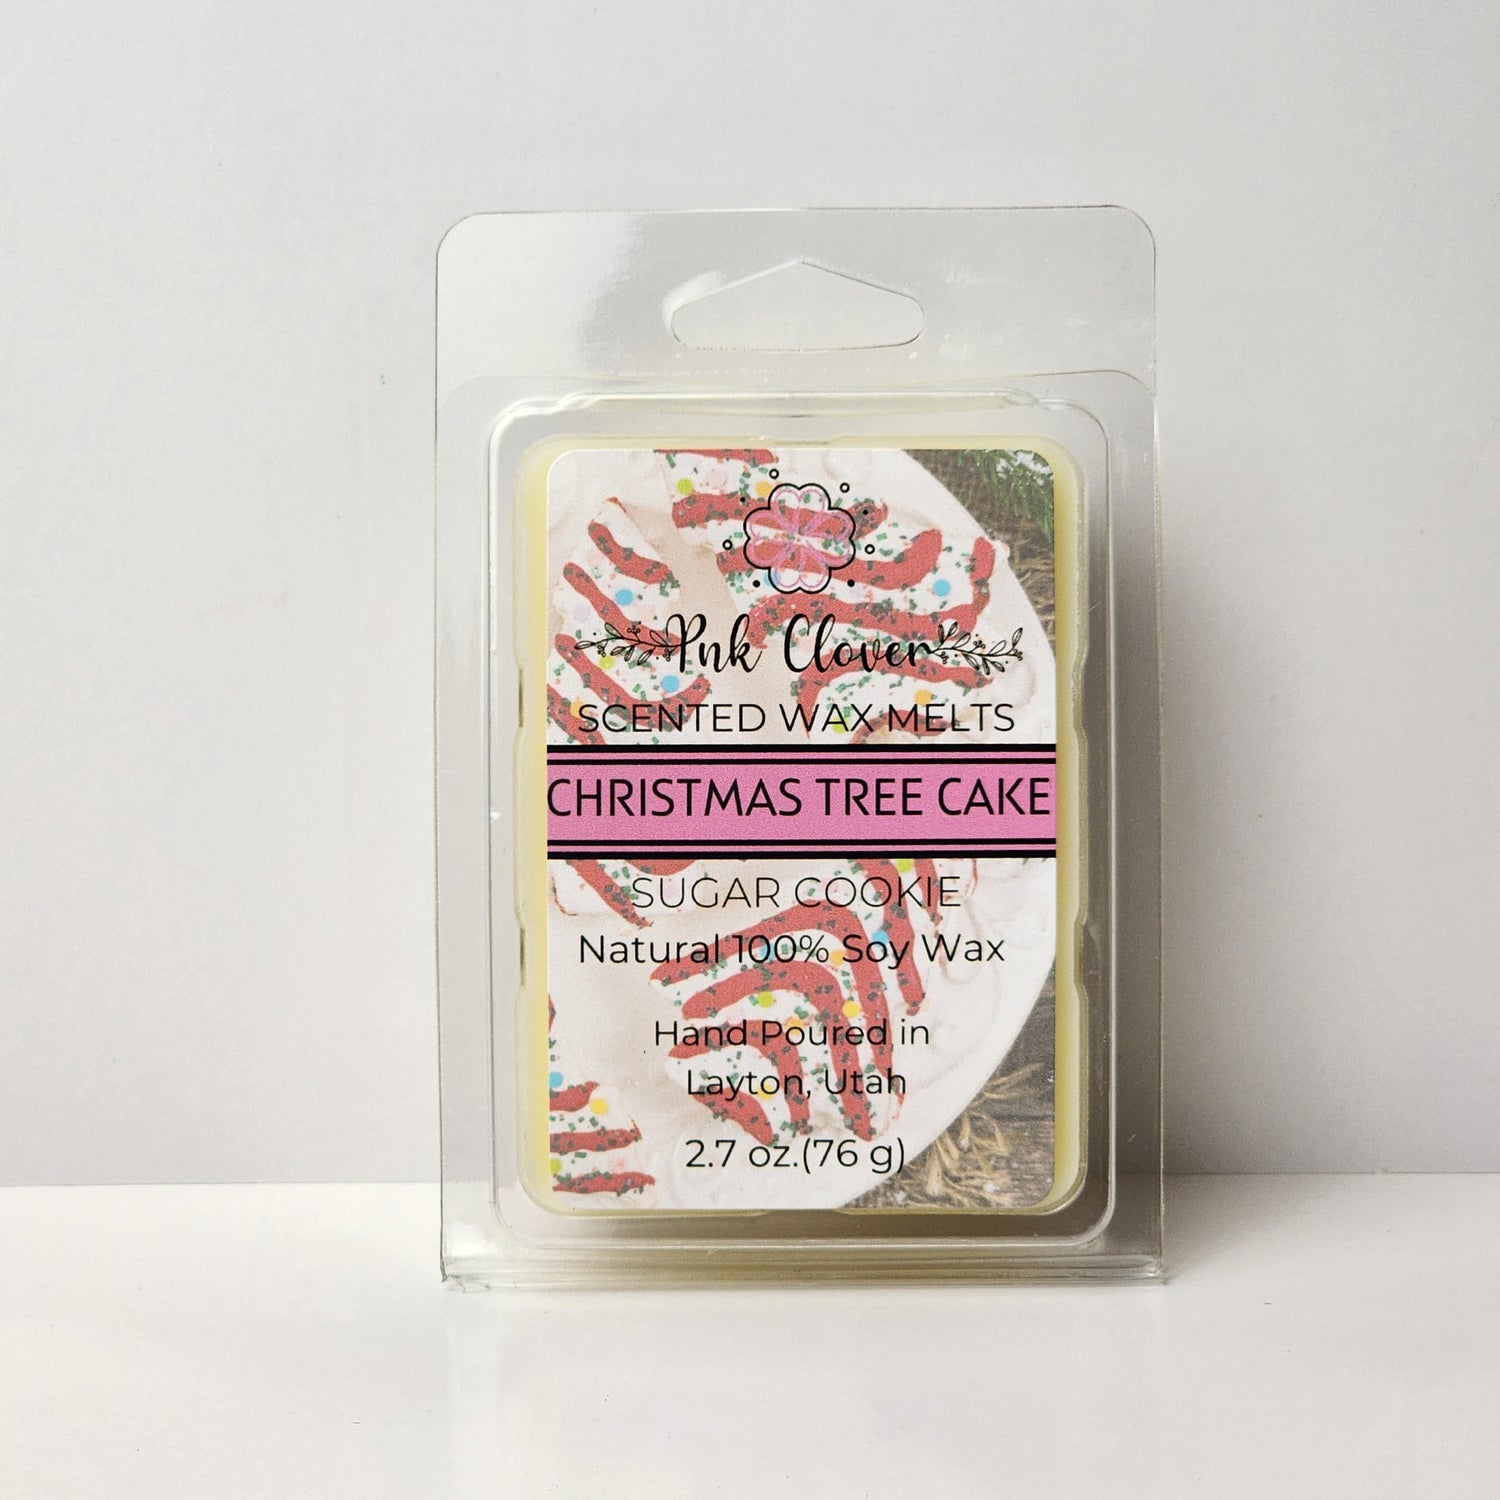 Pnk Clover
SCENTED WAX MELTS
CHRISTMAS TREE CAKE
SUGAR COOKIE
Natural 100% Soy Wax
Hand Poured in
Layton, Utah
2.7 oz.(76 g)